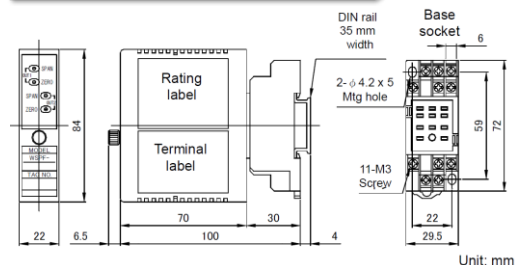 DIN rail
35 mm
width
Base
socket
6
SPAN
ZERO
SPAN
ZERO
MODEL
WSPF-
TAG NO.
84
Rating
label
Terminal
label
2- φ 4.2 x 5
Mtg hole
11-M3
Screw
59
72
70
30
22
6.5
100
4
22
29.5
Unit: mm